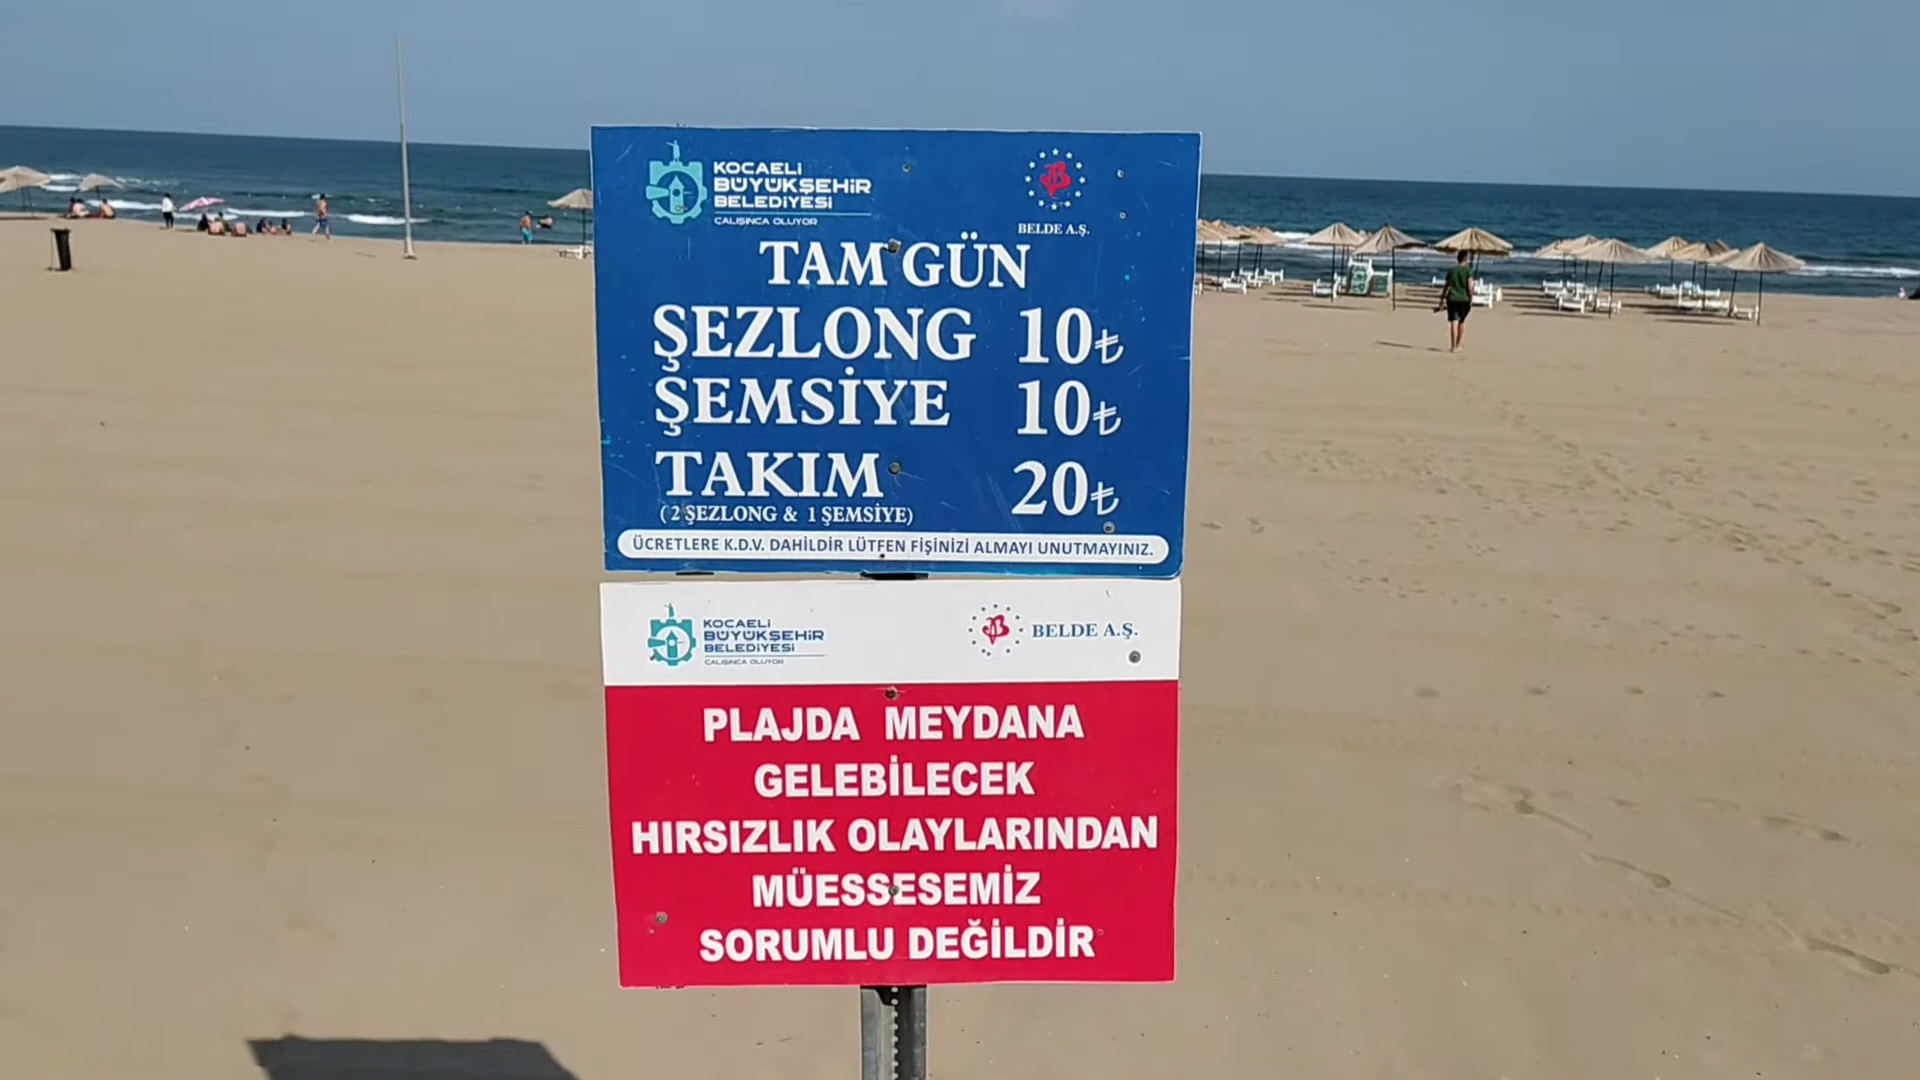 KOCAELİ
BÜYÜKŞEHİR
BELEDİYESİ
ÇALIŞINCA OLUYOR
BELDE A.Ş.
TAM GÜN
ŞEZLONG 10₺
ŞEMSİYE 10₺
TAKIM 20₺
( 2 ŞEZLONG & 1 ŞEMSİYE)
ÜCRETLERE K.D.V. DAHİLDİR LÜTFEN FİŞİNİZİ ALMAYI UNUTMAYINIZ.
KOCAELİ
BÜYÜKŞEHİR
BELEDİYESİ
ÇALIŞINCA OLUYOR
BELDE A.Ş.
PLAJDA MEYDANA
GELEBİLECEK
HIRSIZLIK OLAYLARINDAN
MÜESSESEMİZ
SORUMLU DEĞİLDİR